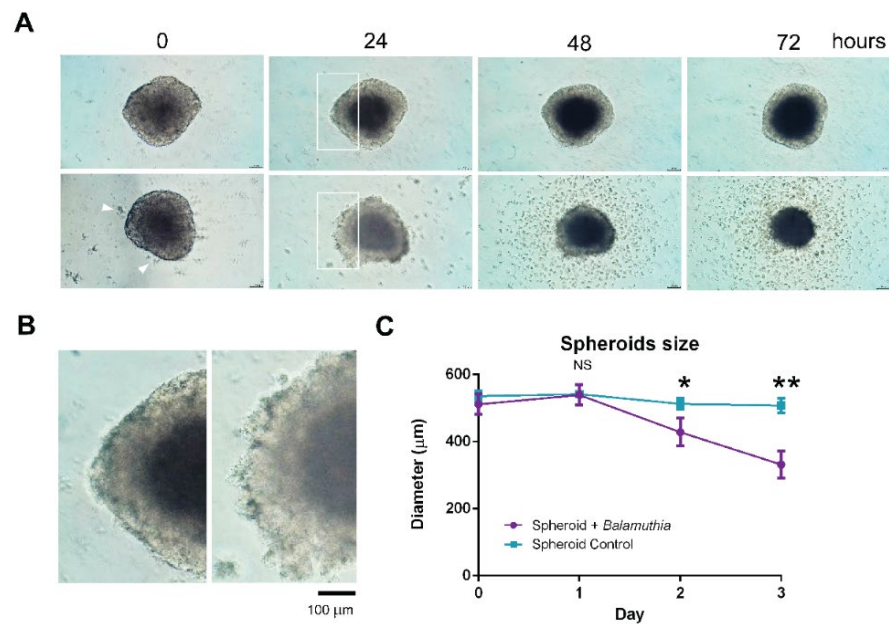 A
0 24 48 72 hours
B
100 µm
C
Spheroids size
NS
* **
600
400
200
0
Diameter (µm)
Spheroid + Balamuthia
Spheroid Control
0 1 2 3
Day